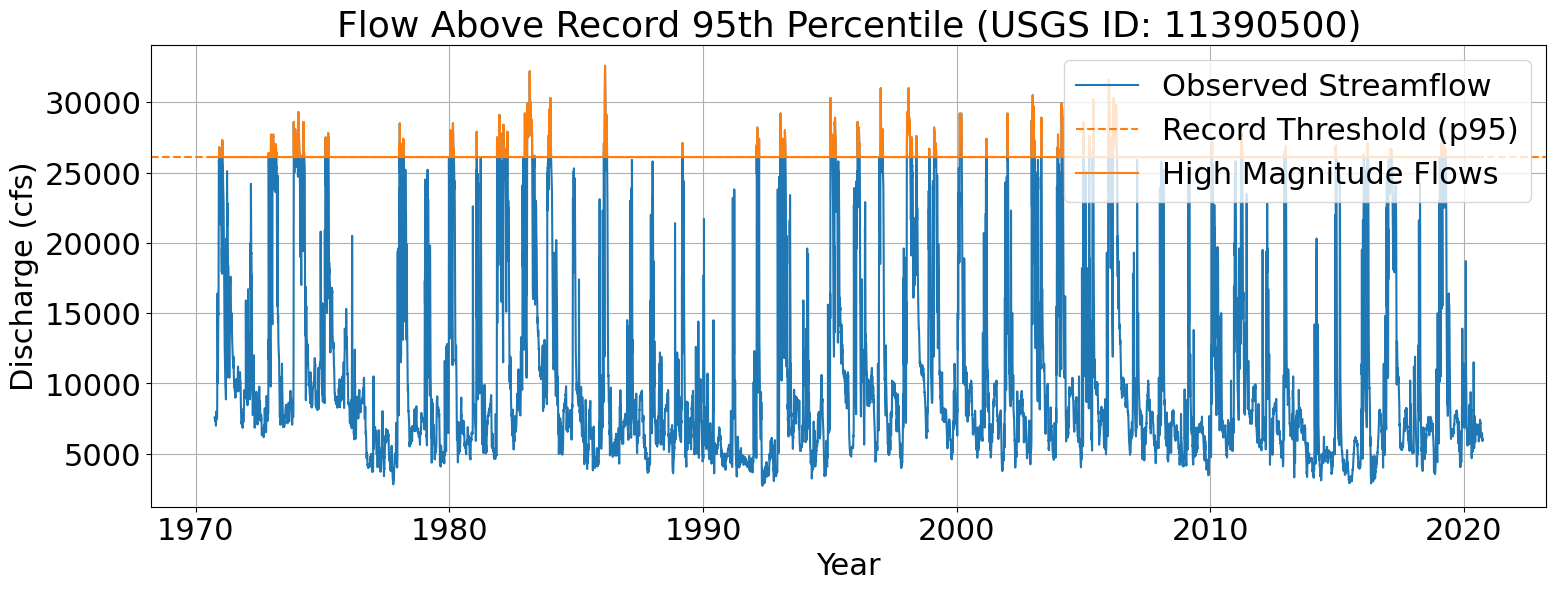 Flow Above Record 95th Percentile (USGS ID: 11390500)
Observed Streamflow
Record Threshold (p95)
High Magnitude Flows
Discharge (cfs)
30000
25000
20000
15000
10000
5000
1970 1980 1990 2000 2010 2020
Year